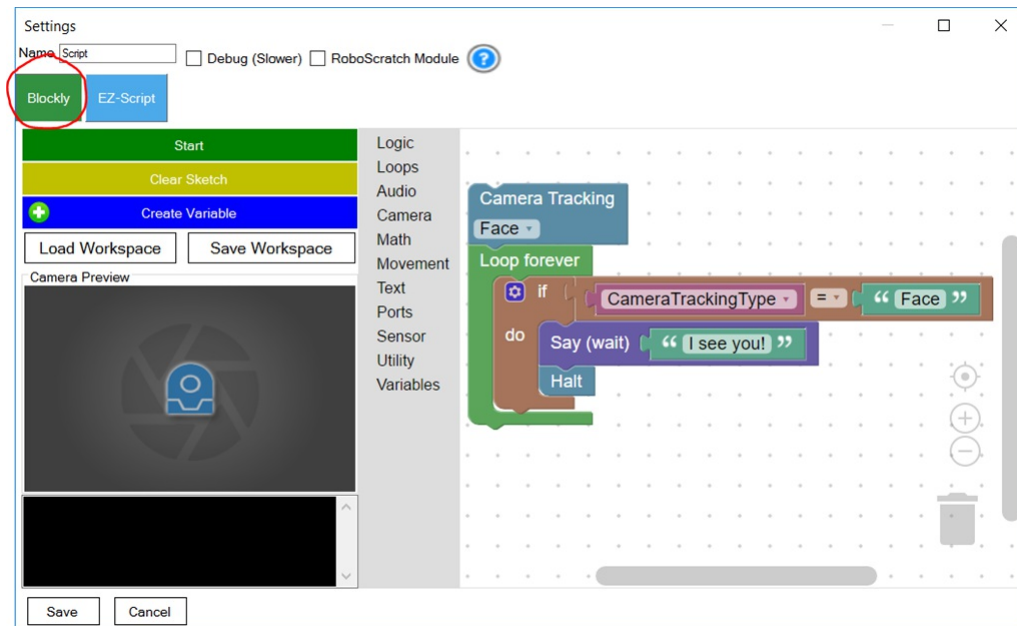 Settings
Name Script Debug (Slower) RoboScratch Module ?
Blockly EZ-Script
Start
Clear Sketch
Create Variable
Load Workspace Save Workspace
Camera Preview
Logic
Loops
Audio
Camera
Math
Movement
Text
Ports
Sensor
Utility
Variables
Camera Tracking
Face
Loop forever
if CameraTrackingType = “ Face ”
do Say (wait) “ I see you! ”
Halt
Save Cancel